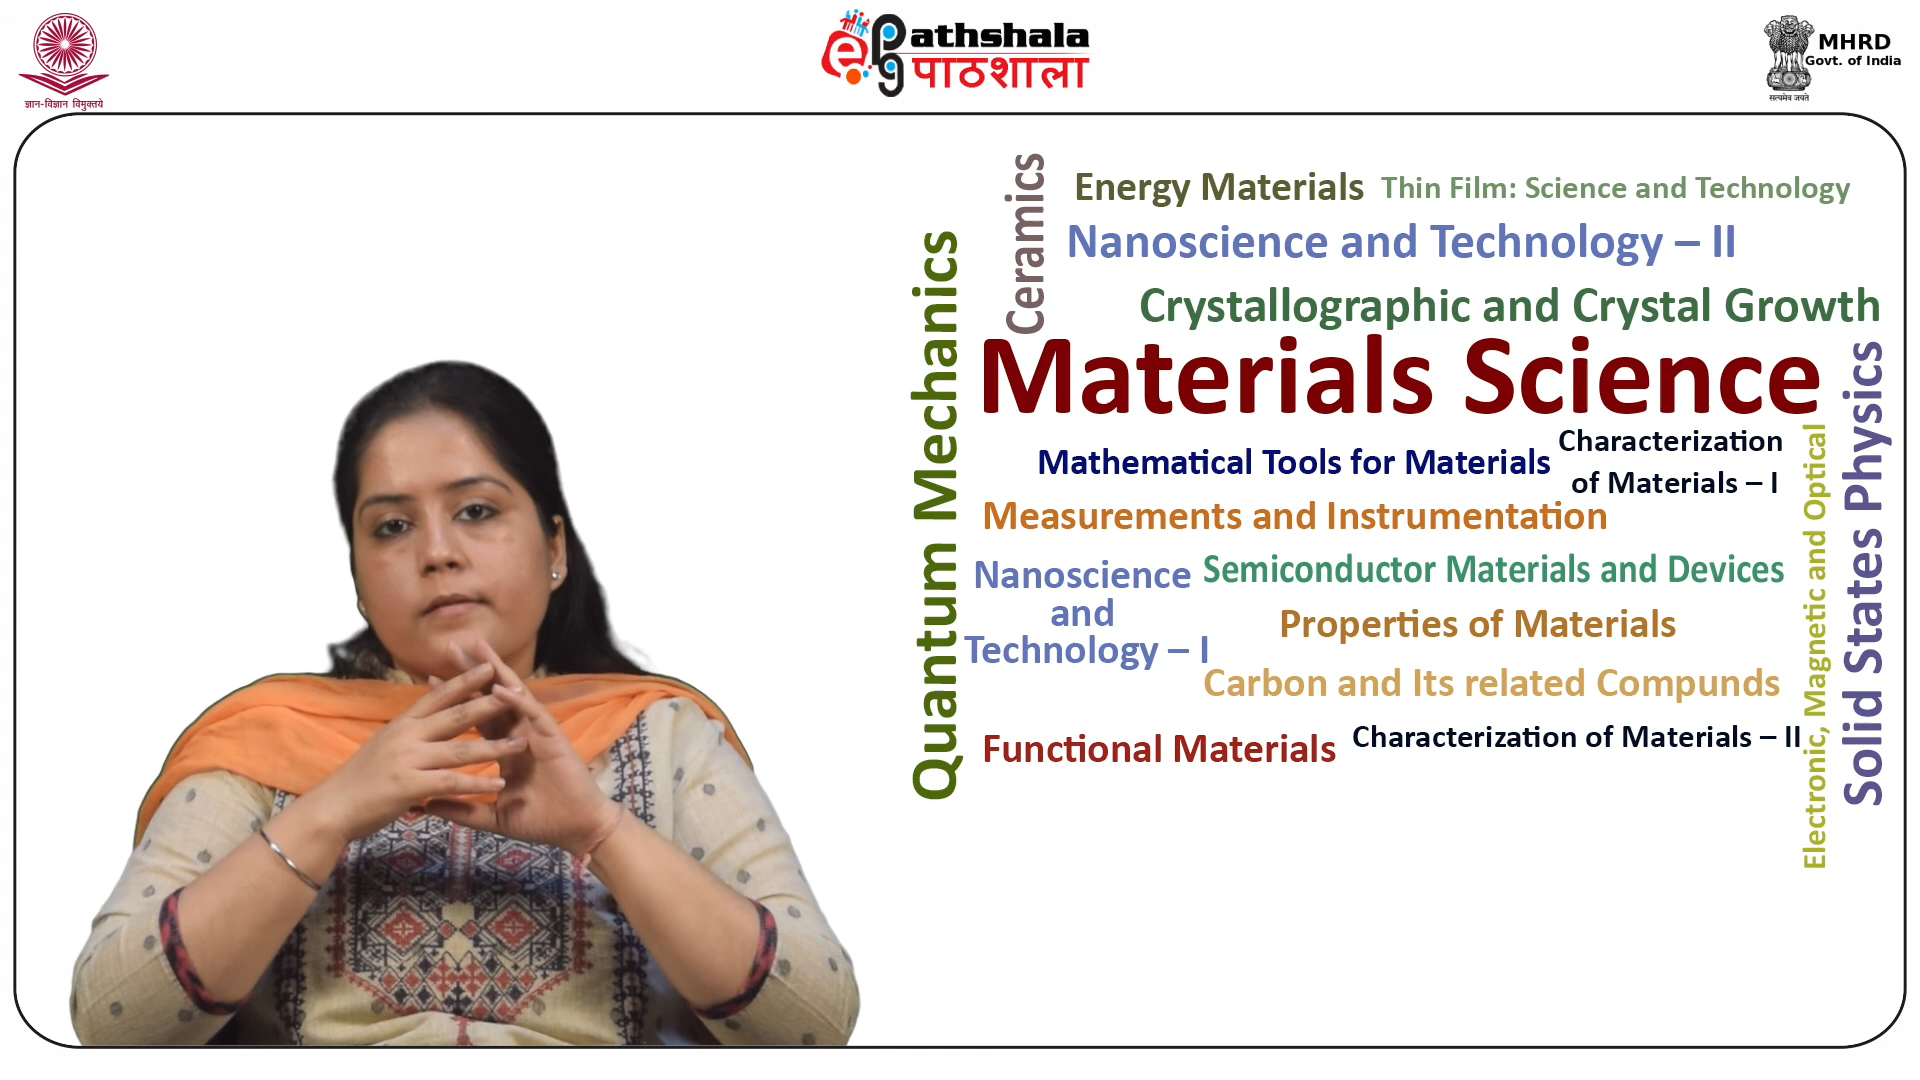 ज्ञान-विज्ञान विमुक्तये
ePathshala
पाठशाला
MHRD
Govt. of India
सत्यमेव जयते
Ceramics
Energy Materials
Thin Film: Science and Technology
Nanoscience and Technology – II
Quantum Mechanics
Crystallographic and Crystal Growth
Materials Science
Solid States Physics
Electronic, Magnetic and Optical
Mathematical Tools for Materials
Characterization
of Materials – I
Measurements and Instrumentation
Nanoscience
and
Technology – I
Semiconductor Materials and Devices
Properties of Materials
Carbon and Its related Compunds
Functional Materials
Characterization of Materials – II